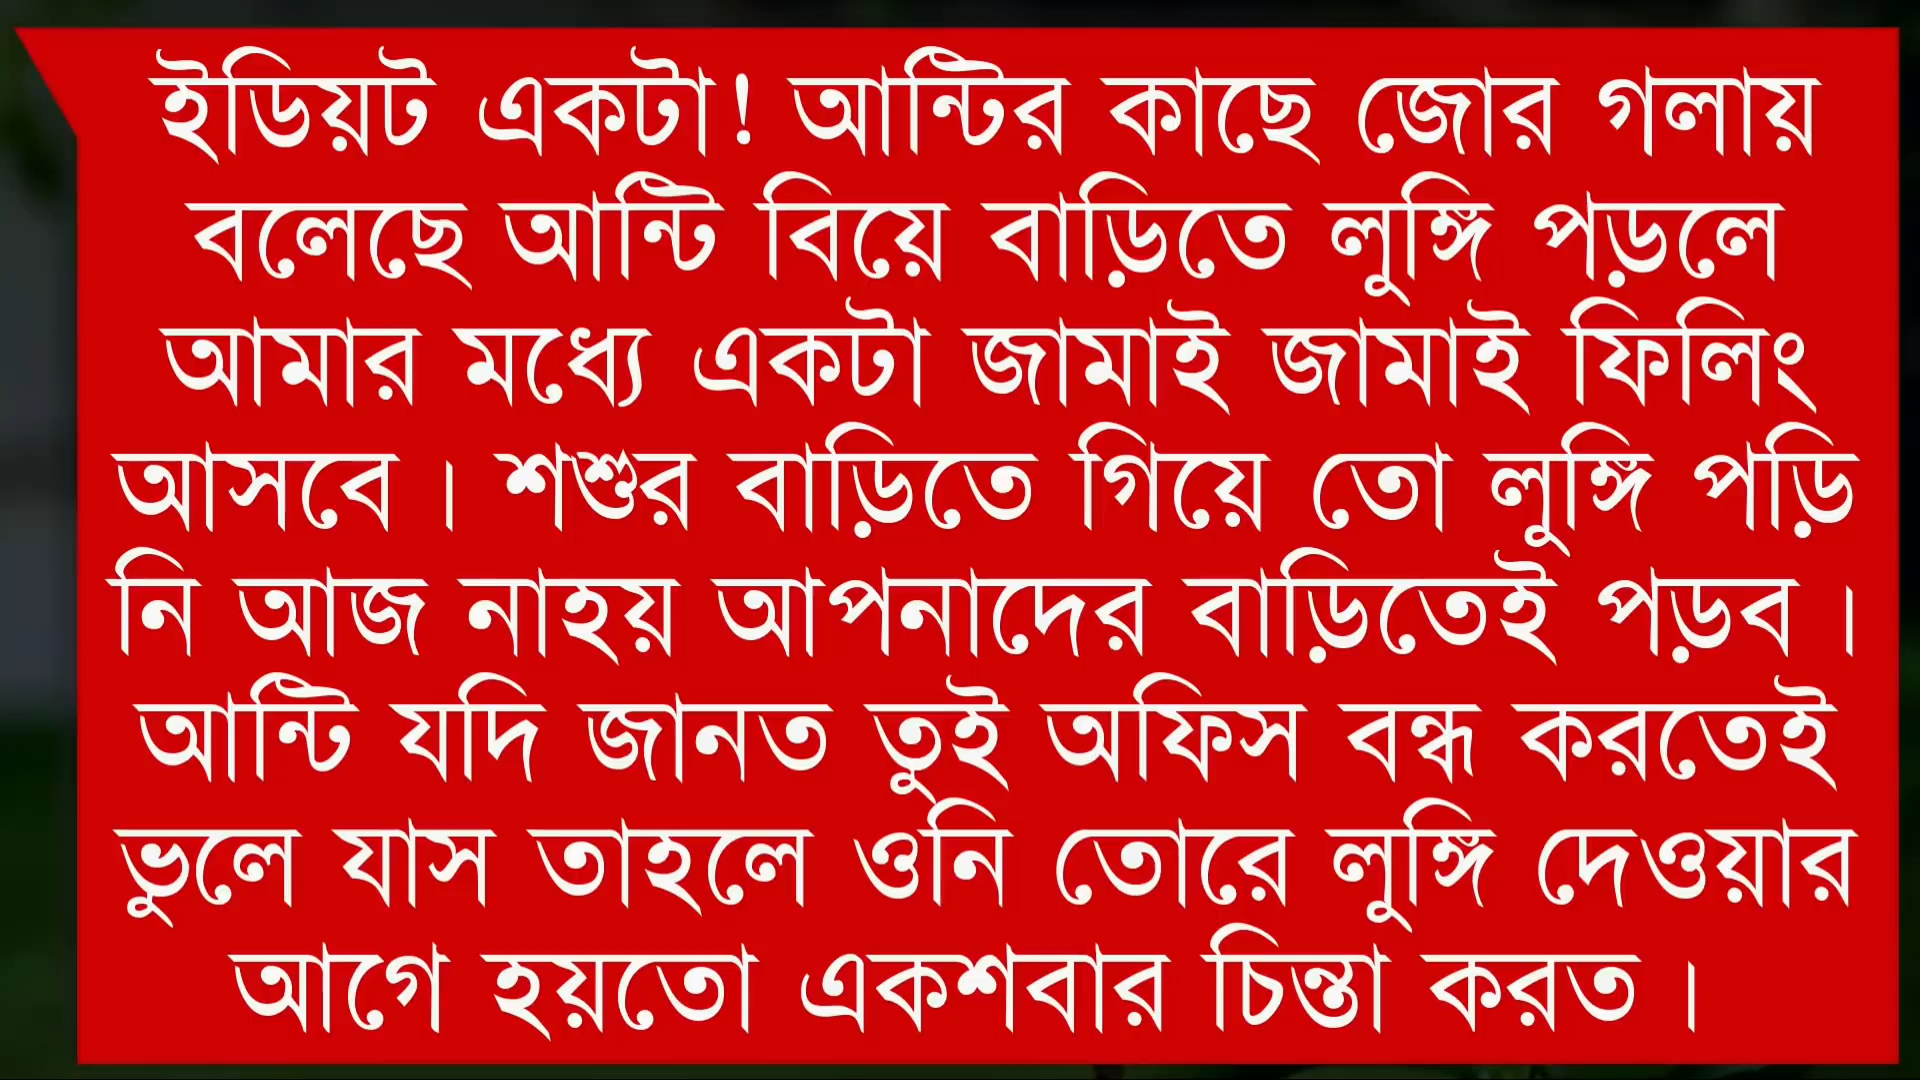 ইডিয়ট একটা! আন্টির কাছে জোর গলায়
বলেছে আন্টি বিয়ে বাড়িতে লুঙ্গি পড়লে
আমার মধ্যে একটা জামাই জামাই ফিলিং
আসবে। শশুর বাড়িতে গিয়ে তো লুঙ্গি পড়ি
নি আজ নাহয় আপনাদের বাড়িতেই পড়ব।
আন্টি যদি জানত তুই অফিস বন্ধ করতেই
ভুলে যাস তাহলে ওনি তোরে লুঙ্গি দেওয়ার
আগে হয়তো একশবার চিন্তা করত।